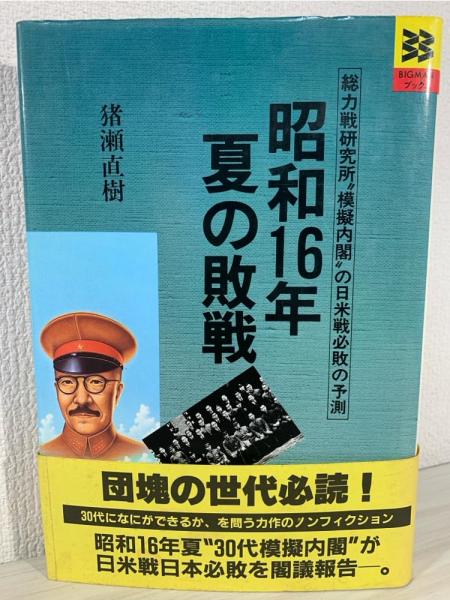 総力戦研究所"模擬内閣"の日米戦必敗の予測
昭和16年
夏の敗戦
猪瀬直樹
BIGMAN
ブックス
団塊の世代必読！
30代になにができるか、を問う力作のノンフィクション
昭和16年夏"30代模擬内閣"が
日米戦日本必敗を閣議報告—。